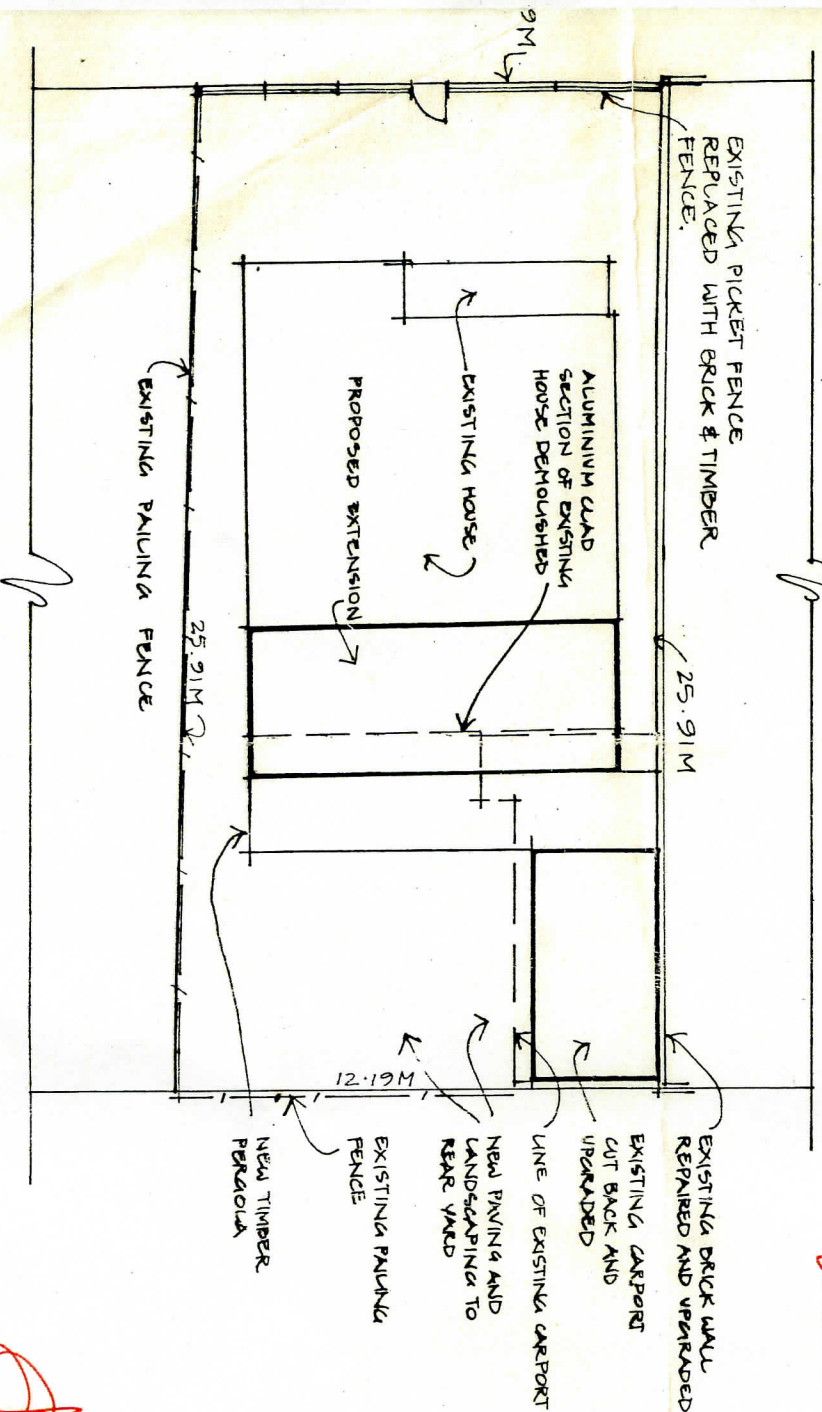 EXISTING PICKET FENCE
REPLACED WITH BRICK & TIMBER
FENCE.
9M
25.91M
ALUMINIUM CLAD
SECTION OF EXISTING
HOUSE DEMOLISHED
EXISTING HOUSE
PROPOSED EXTENSION
EXISTING PAILING FENCE
25.91M
12.19M
EXISTING BRICK WALL
REPAIRED AND UPGRADED
EXISTING CARPORT
CUT BACK AND
UPGRADED
LINE OF EXISTING CARPORT
NEW PAVING AND
LANDSCAPING TO
REAR YARD
EXISTING PAILING
FENCE
NEW TIMBER
PERGOLA